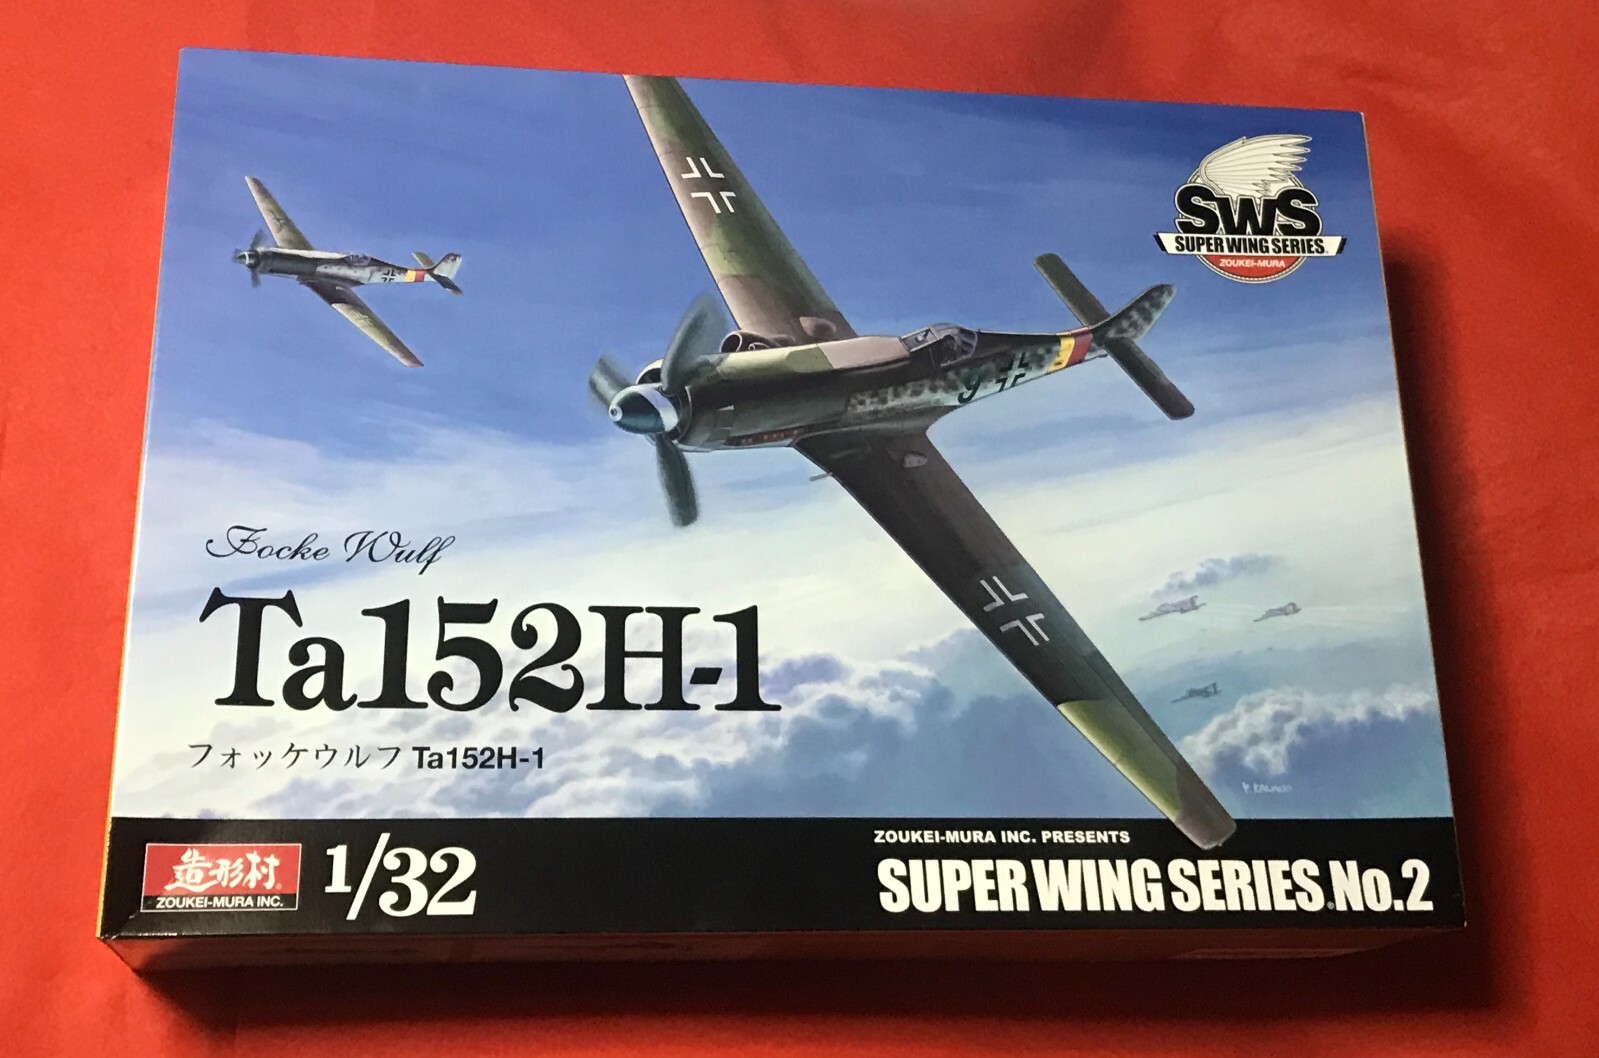 SWS
SUPER WING SERIES
ZOUKEI-MURA
Focke Wulf
Ta152H-1
フォッケウルフ Ta152H-1
造形村
ZOUKEI-MURA INC.
1/32
ZOUKEI-MURA INC. PRESENTS
SUPER WING SERIES No.2